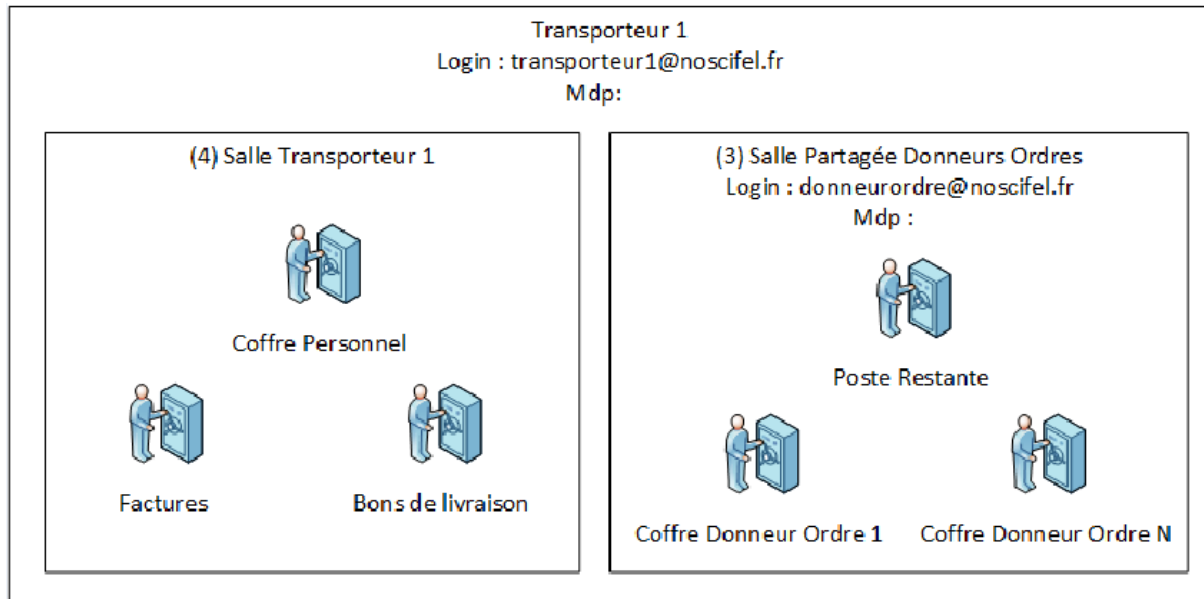 Transporteur 1
Login : transporteur1@noscifel.fr
Mdp:
(4) Salle Transporteur 1
Coffre Personnel
Factures
Bons de livraison
(3) Salle Partagée Donneurs Ordres
Login : donneurordre@noscifel.fr
Mdp :
Poste Restante
Coffre Donneur Ordre 1
Coffre Donneur Ordre N